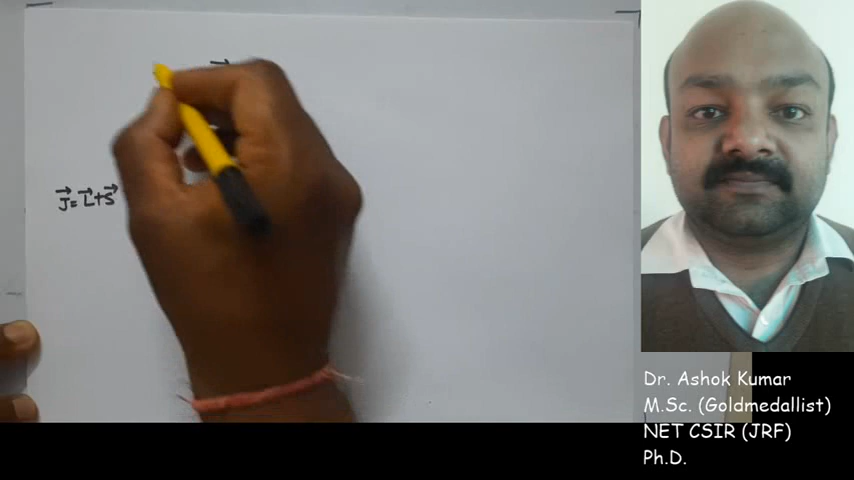 J⃗ = L⃗ + S⃗
Dr. Ashok Kumar
M.Sc. (Goldmedallist)
NET CSIR (JRF)
Ph.D.